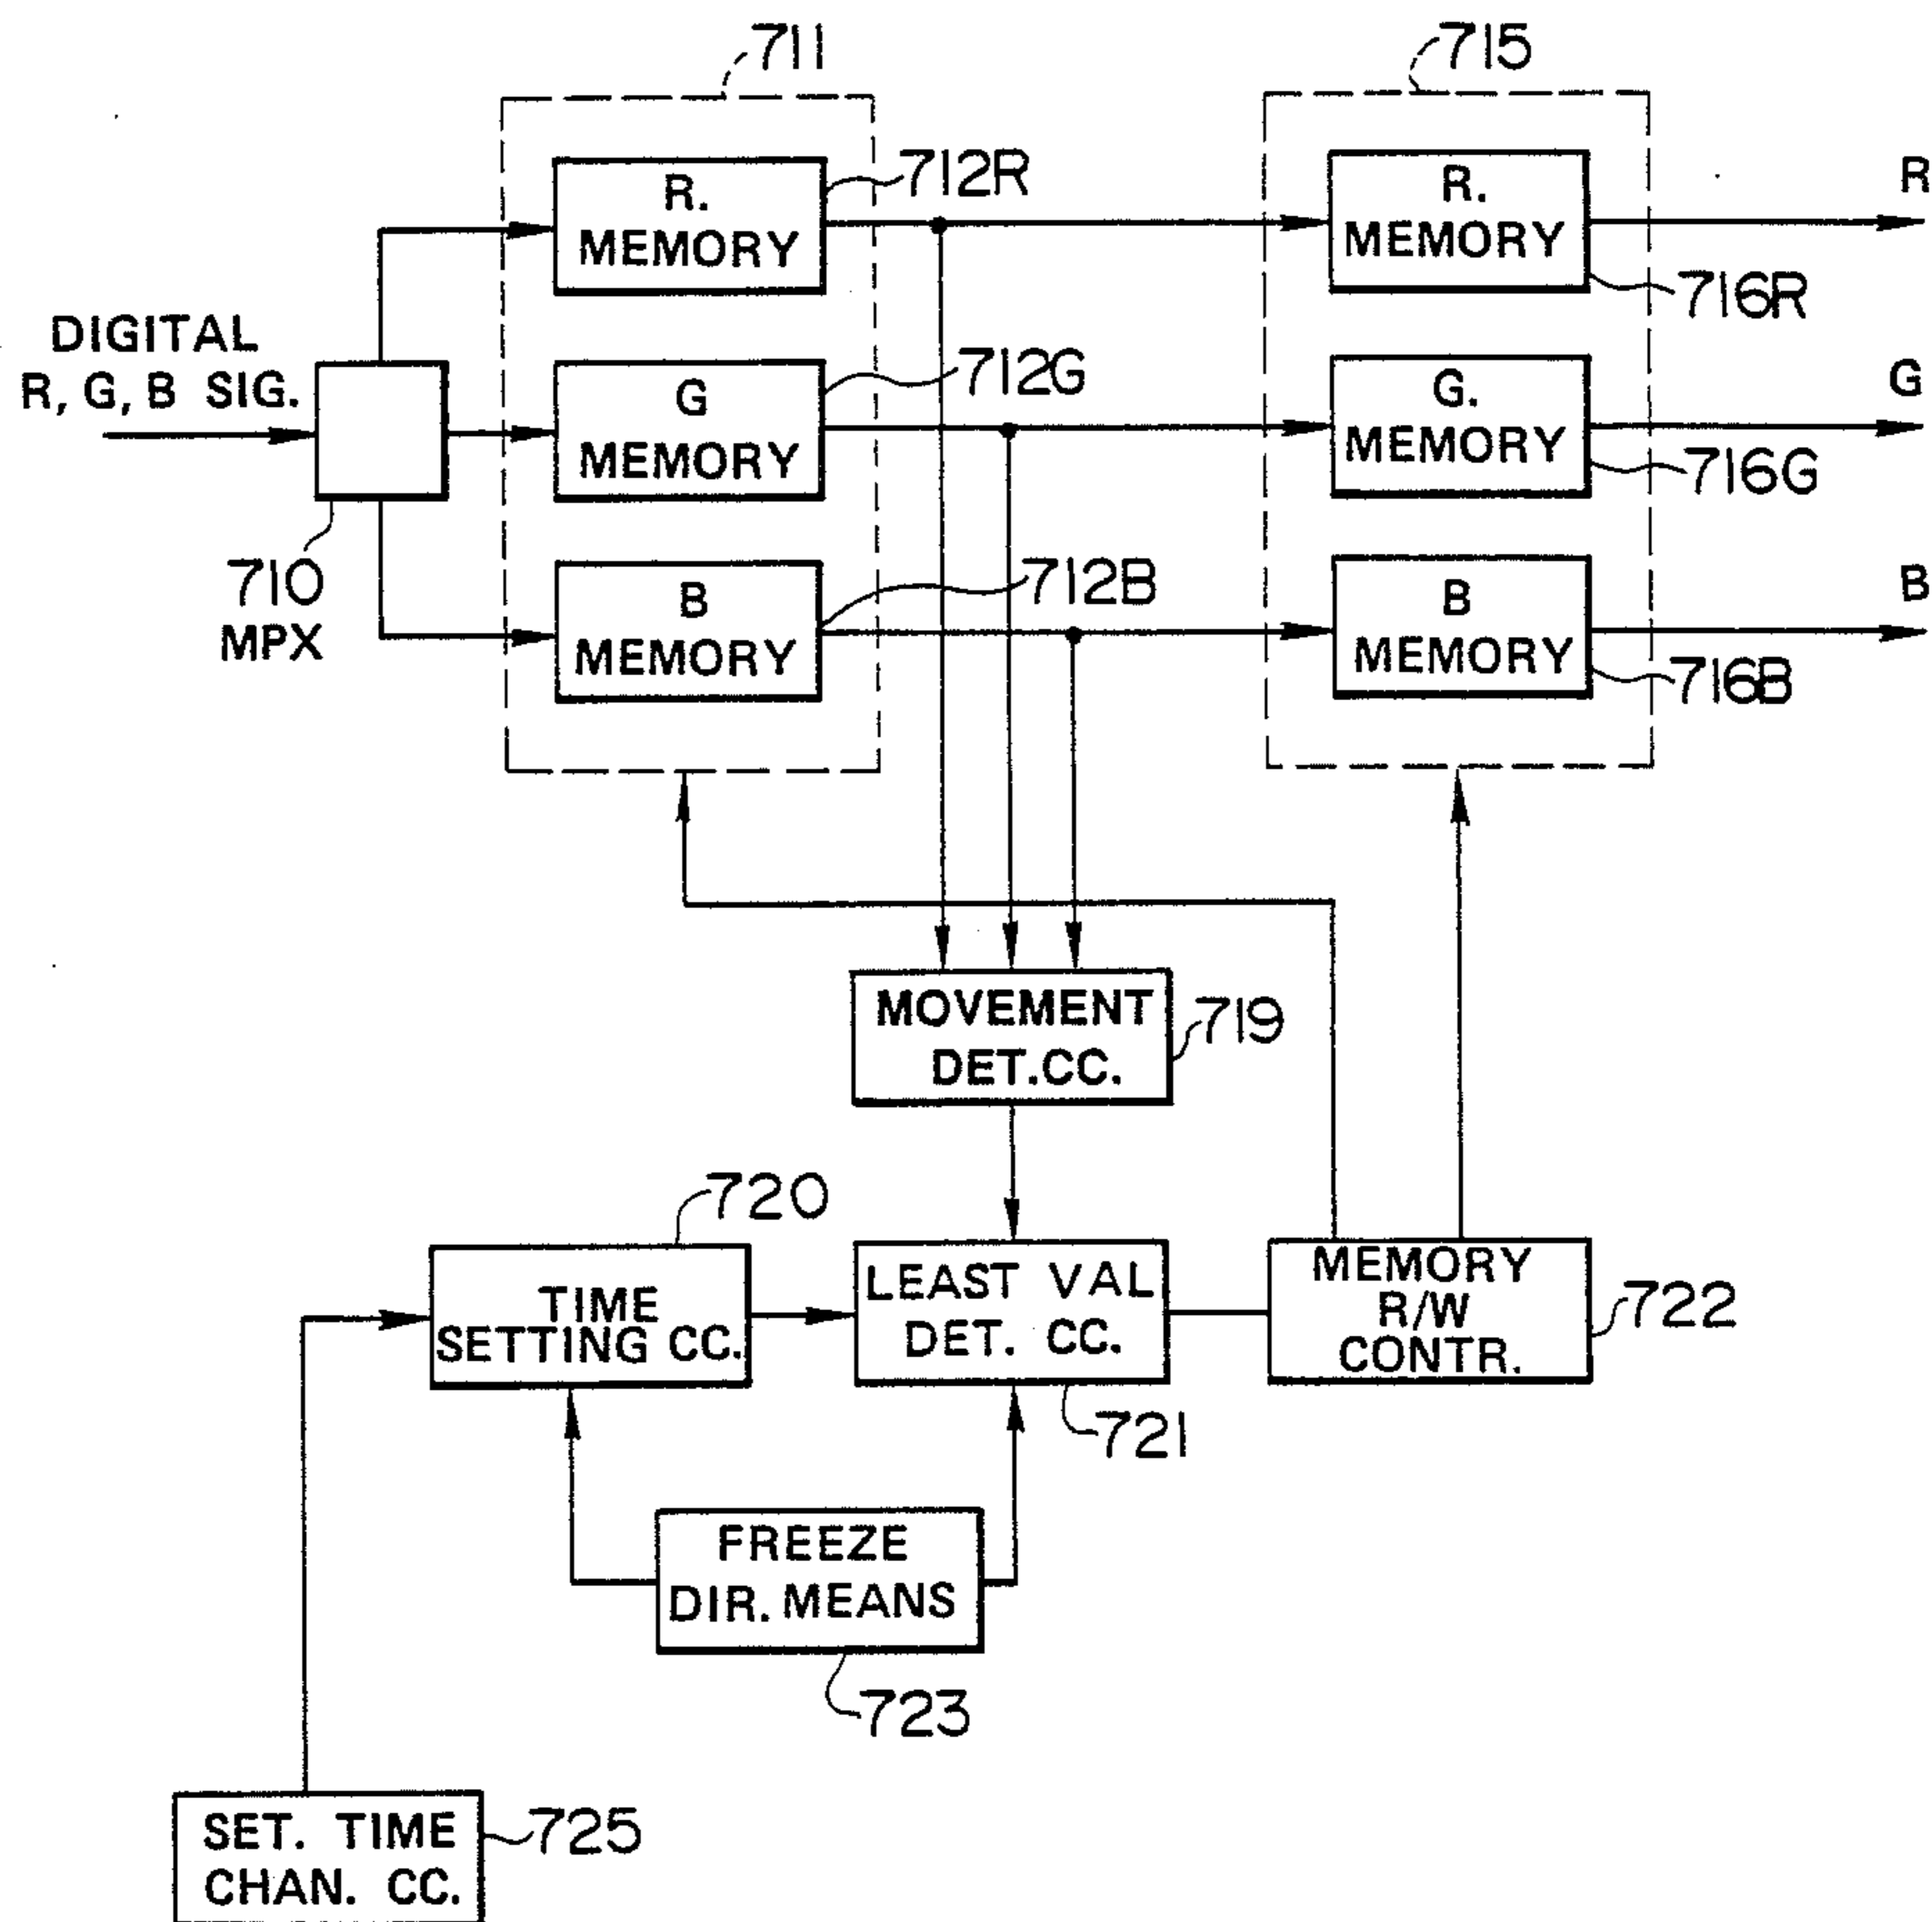 711
715
R.
MEMORY
712R
R.
MEMORY
R
716R
DIGITAL
R, G, B SIG.
G
MEMORY
712G
G.
MEMORY
G
716G
710
MPX
B
MEMORY
712B
B
MEMORY
B
716B
MOVEMENT
DET.CC.
719
720
TIME
SETTING CC.
LEAST VAL
DET. CC.
721
MEMORY
R/W
CONTR.
722
FREEZE
DIR. MEANS
723
SET. TIME
CHAN. CC.
725